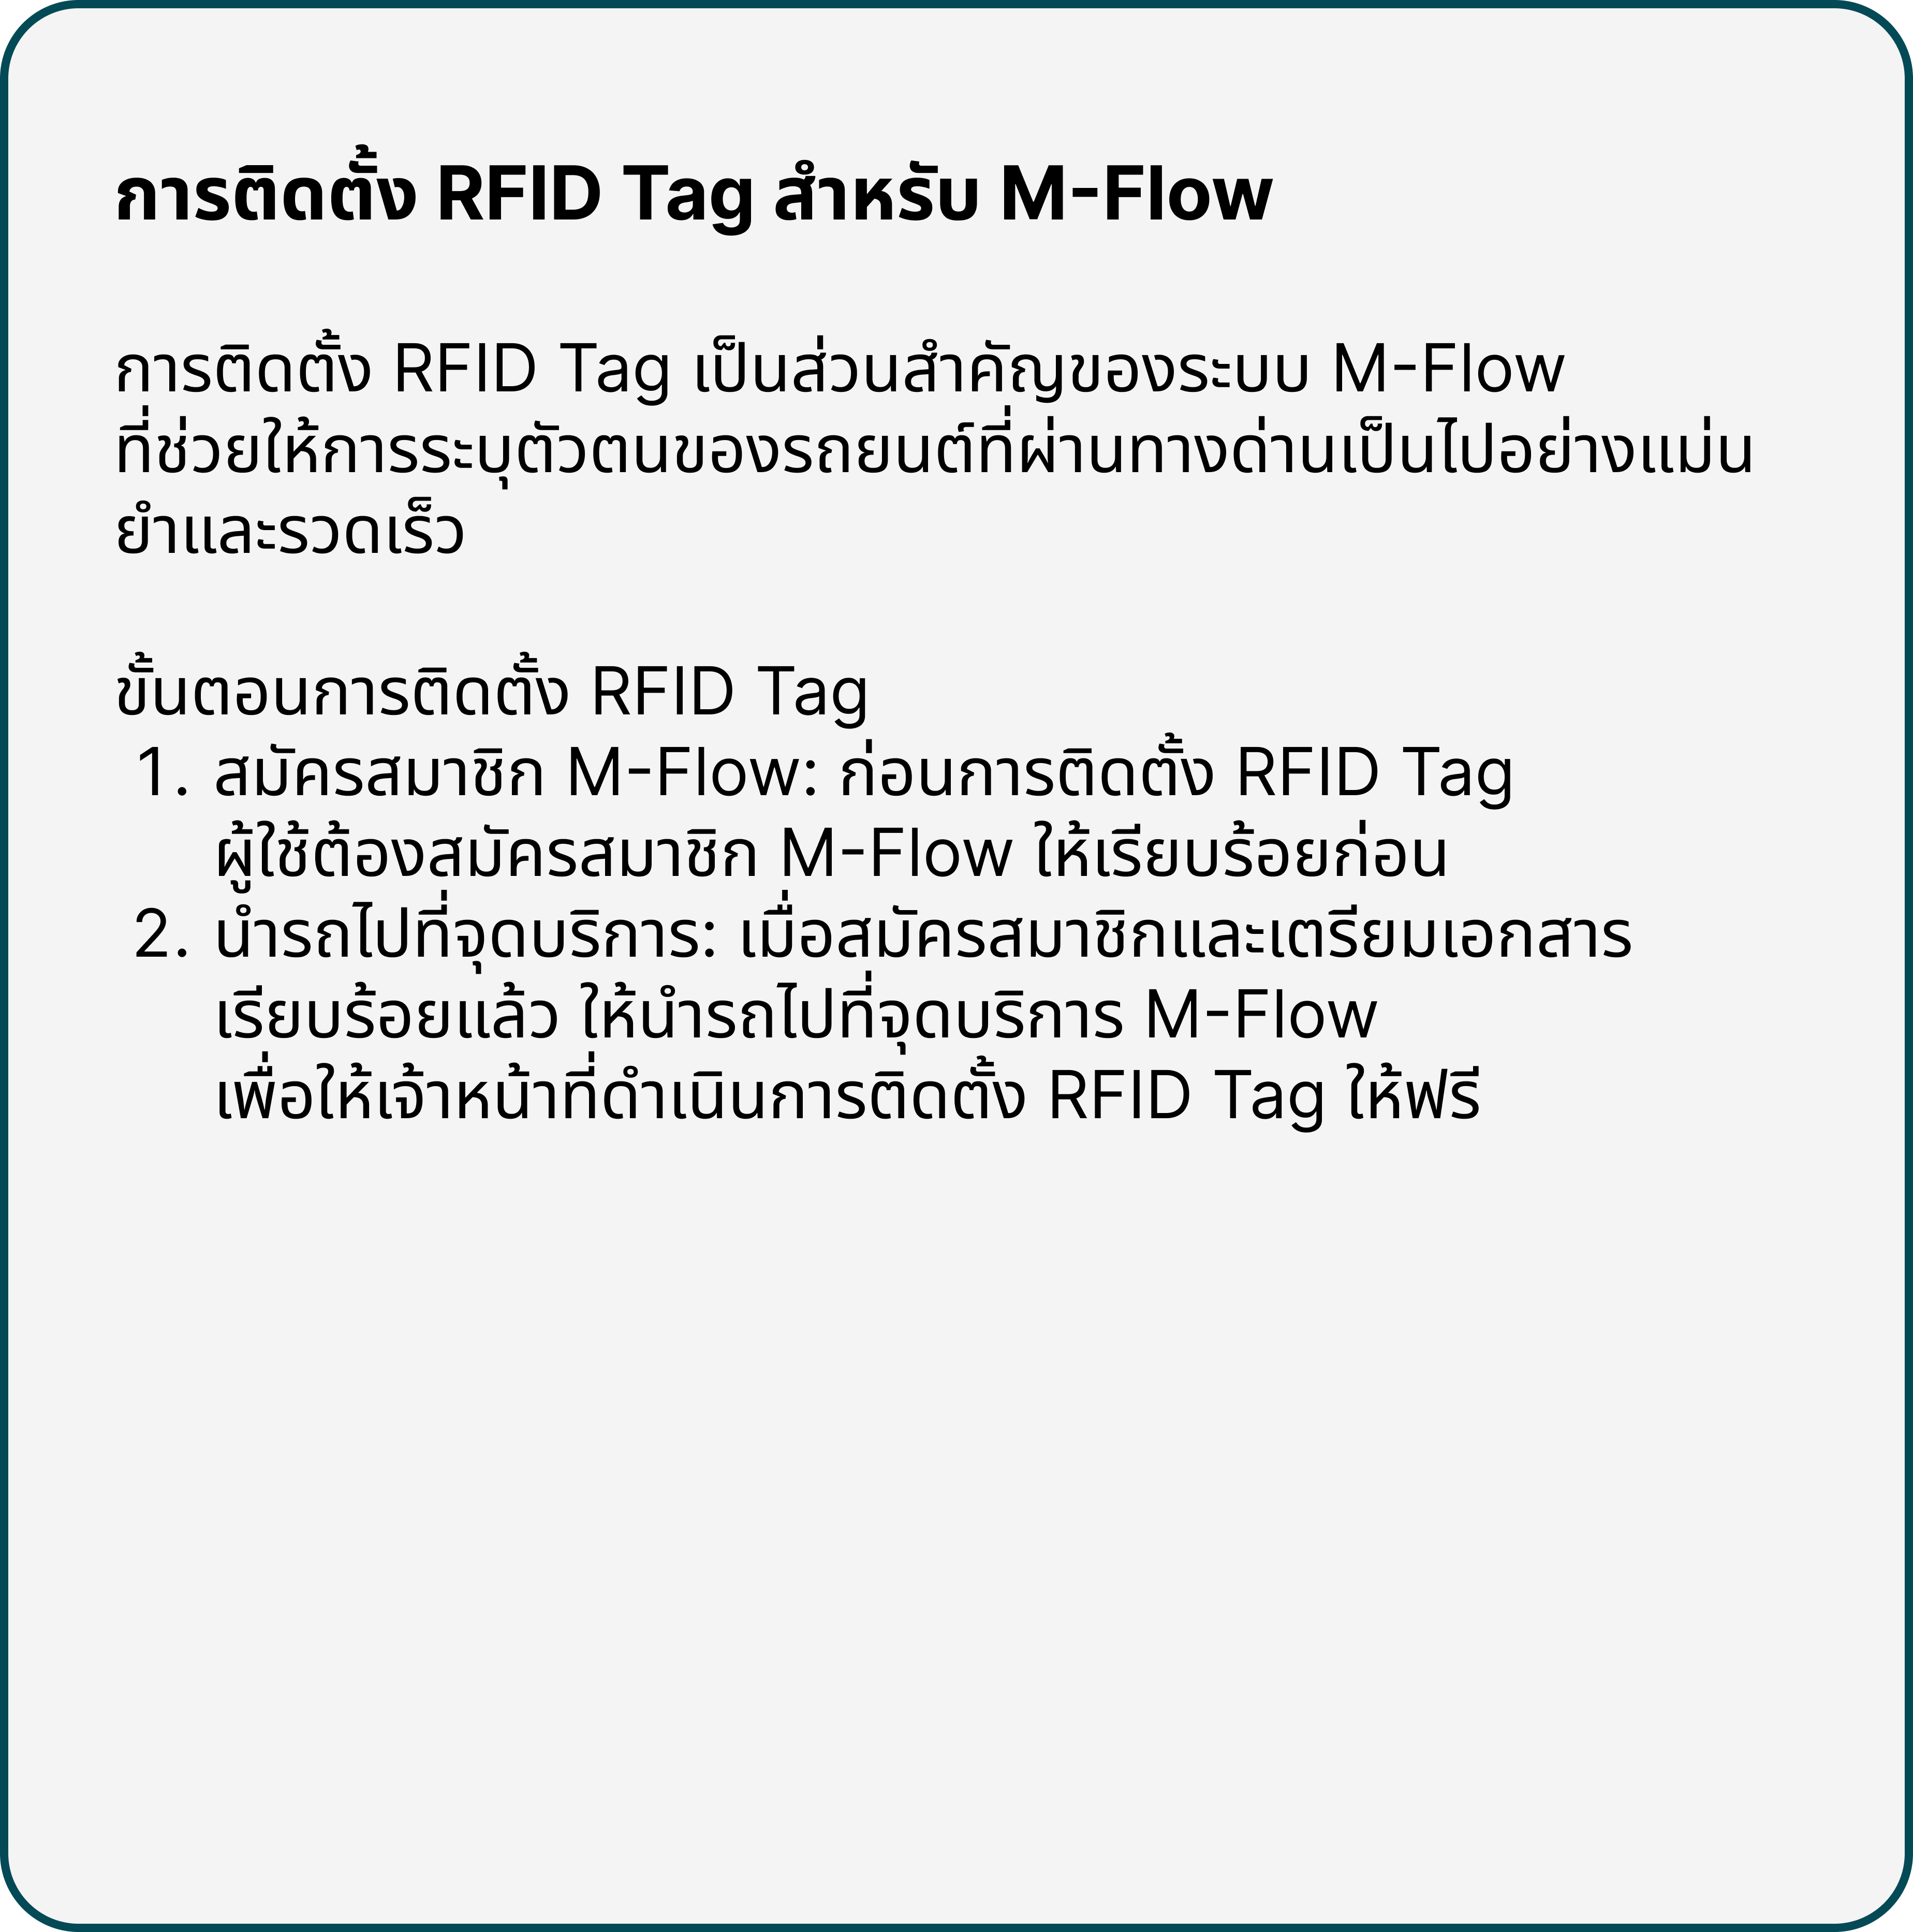 การติดตั้ง RFID Tag สำหรับ M-Flow
การติดตั้ง RFID Tag เป็นส่วนสำคัญของระบบ M-Flow
ที่ช่วยให้การระบุตัวตนของรถยนต์ที่ผ่านทางด่านเป็นไปอย่างแม่น
ยำและรวดเร็ว
ขั้นตอนการติดตั้ง RFID Tag
1. สมัครสมาชิก M-Flow: ก่อนการติดตั้ง RFID Tag
ผู้ใช้ต้องสมัครสมาชิก M-Flow ให้เรียบร้อยก่อน
2. นำรถไปที่จุดบริการ: เมื่อสมัครสมาชิกและเตรียมเอกสาร
เรียบร้อยแล้ว ให้นำรถไปที่จุดบริการ M-Flow
เพื่อให้เจ้าหน้าที่ดำเนินการติดตั้ง RFID Tag ให้ฟรี